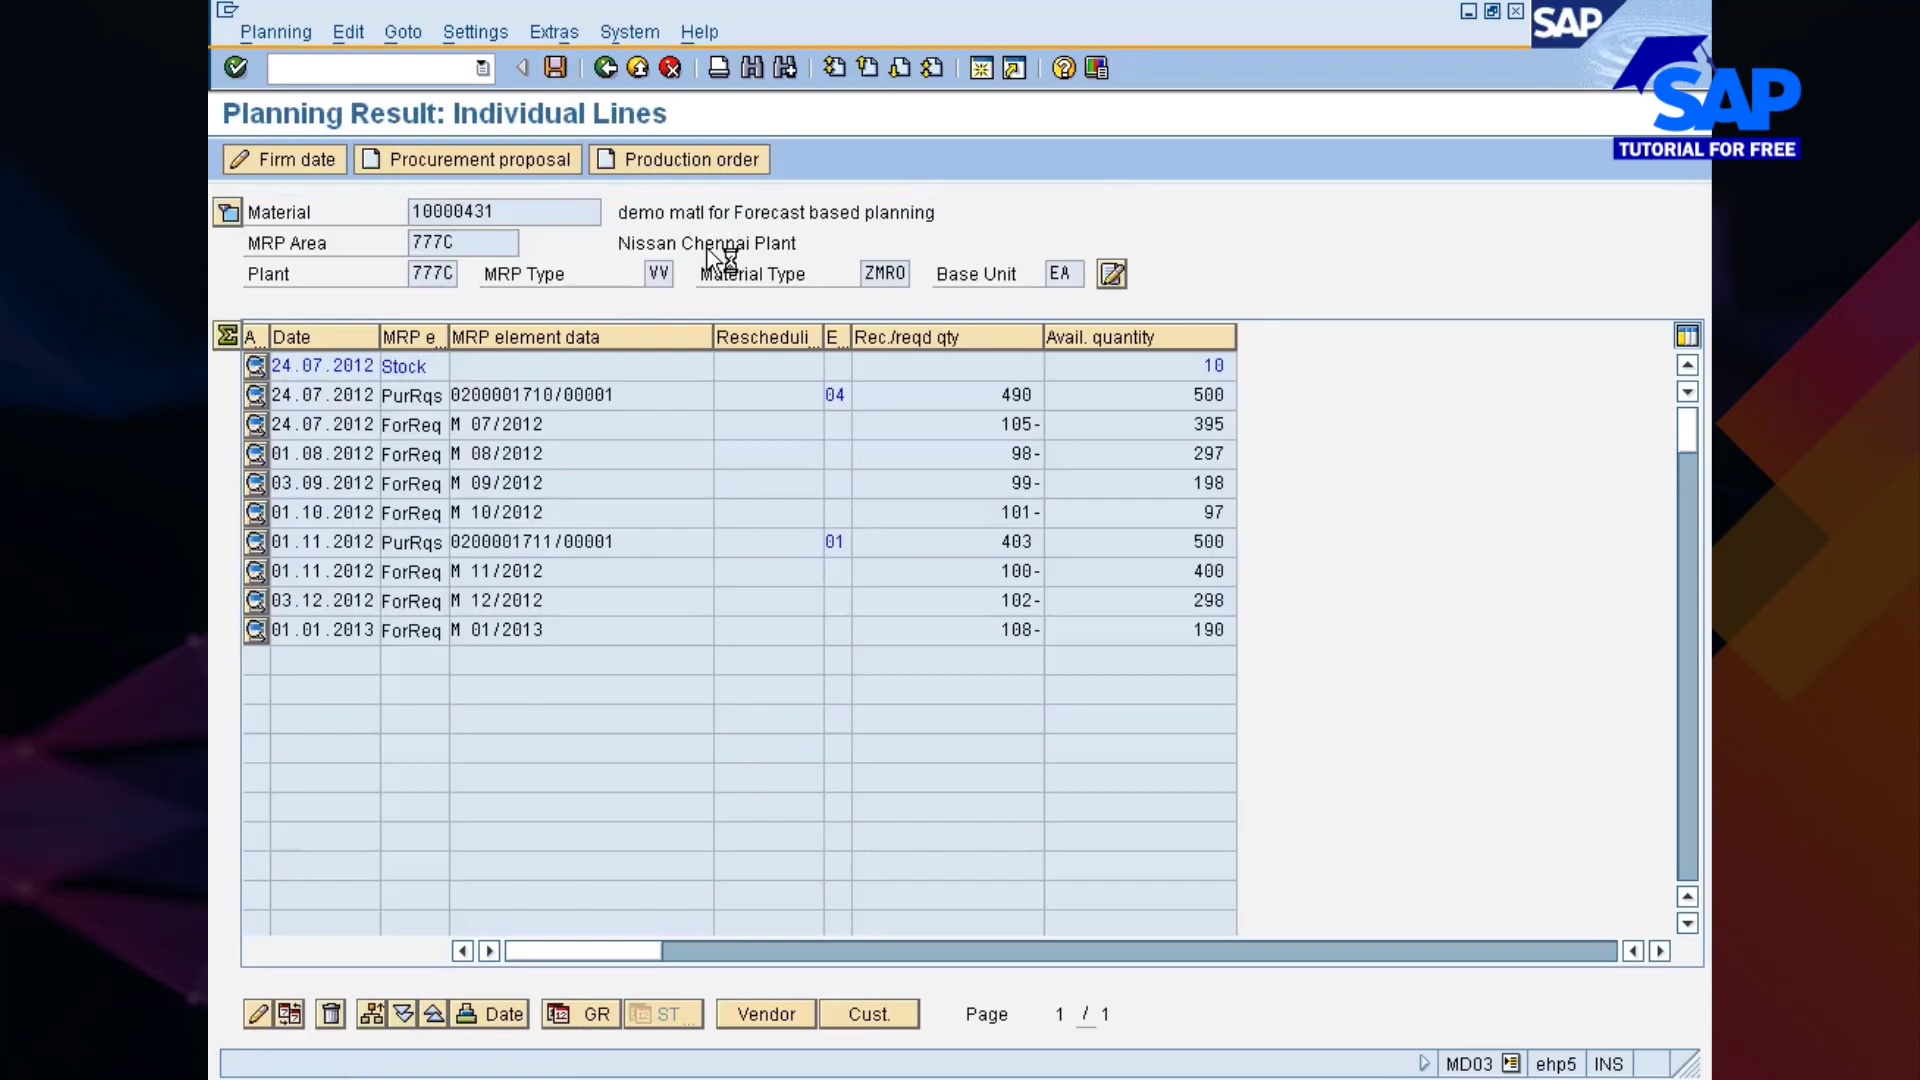 Planning Edit Goto Settings Extras System Help
SAP
SAP
TUTORIAL FOR FREE
Planning Result: Individual Lines
Firm date Procurement proposal Production order
Material 10000431 demo matl for Forecast based planning
MRP Area 777C Nissan Chennai Plant
Plant 777C MRP Type VV Material Type ZMRO Base Unit EA
A... Date MRP e... MRP element data Rescheduli... E... Rec./reqd qty Avail. quantity
24.07.2012 Stock 10
24.07.2012 PurRqs 0200001710/00001 04 490 500
24.07.2012 ForReq M 07/2012 105- 395
01.08.2012 ForReq M 08/2012 98- 297
03.09.2012 ForReq M 09/2012 99- 198
01.10.2012 ForReq M 10/2012 101- 97
01.11.2012 PurRqs 0200001711/00001 01 403 500
01.11.2012 ForReq M 11/2012 100- 400
03.12.2012 ForReq M 12/2012 102- 298
01.01.2013 ForReq M 01/2013 108- 190
Date GR ST... Vendor Cust. Page 1 / 1
MD03 ehp5 INS